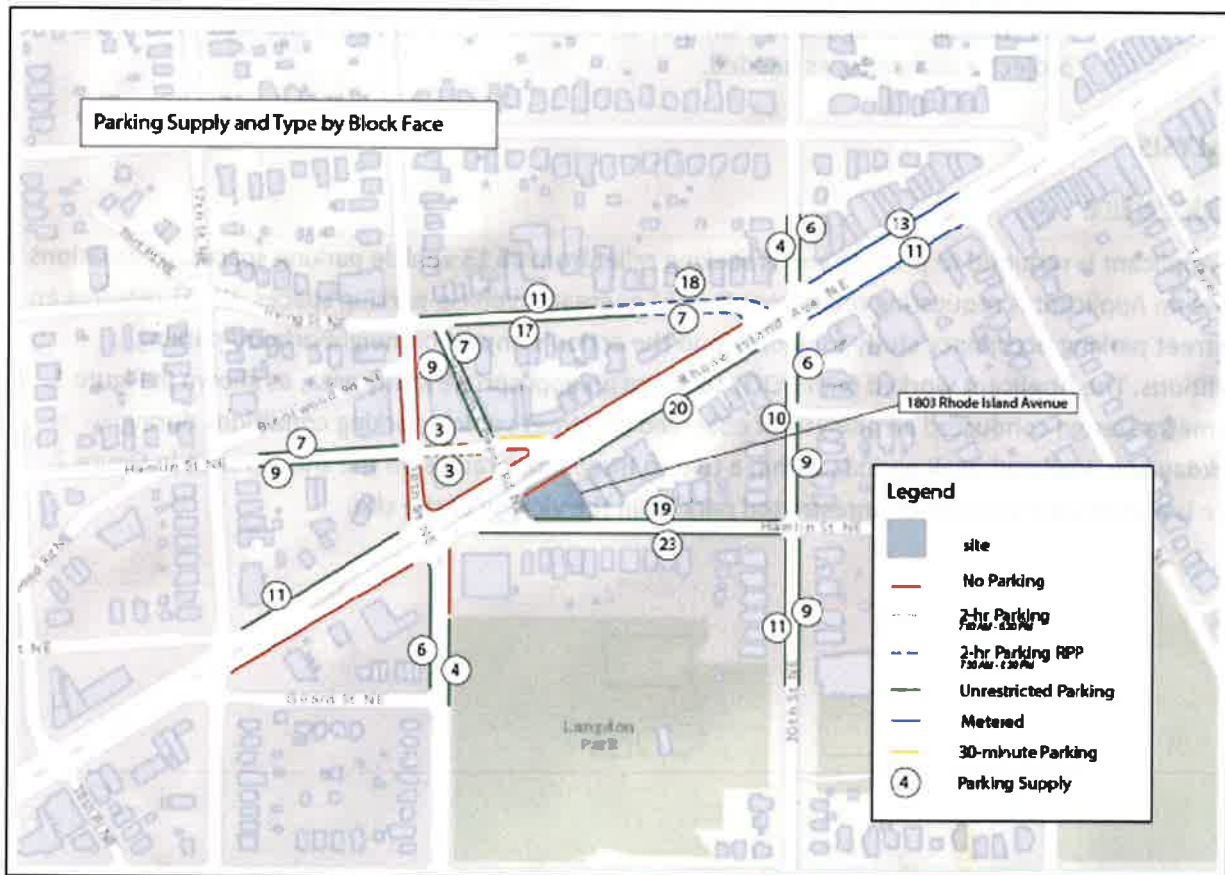 Parking Supply and Type by Block Face
13
11
6
4
18
7
11
17
9
7
Rhode Island Ave NE
6
20
1803 Rhode Island Avenue
3
3
10
9
7
9
Hamlin St NE
18th St NE
19
Hamlin St NE
23
11
6
4
11
9
20th St NE
Girard St NE
Langdon
Park
Legend
site
No Parking
2-hr Parking
2-hr Parking RPP
Unrestricted Parking
Metered
30-minute Parking
4
Parking Supply